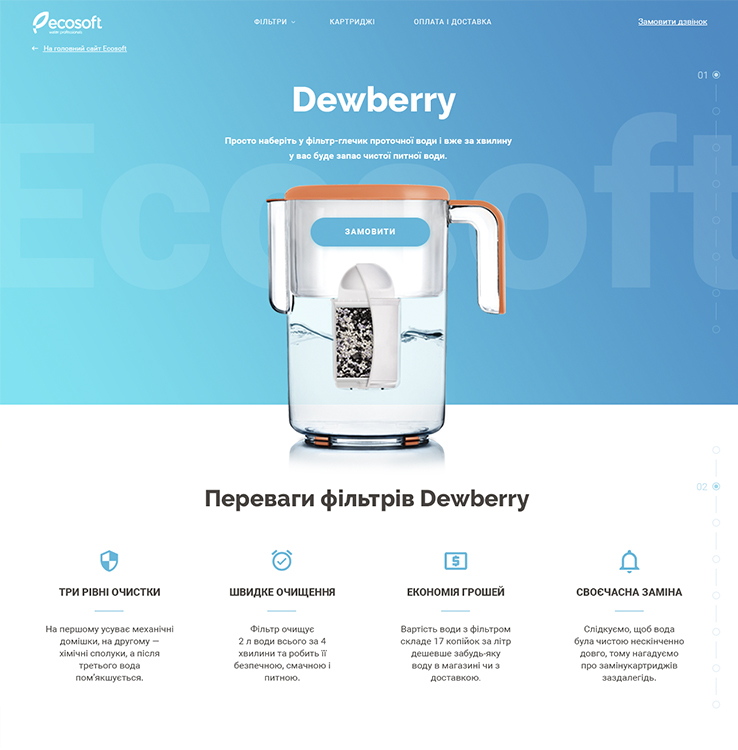 ecosoft
water professionals
ФІЛЬТРИ
КАРТРИДЖІ
ОПЛАТА І ДОСТАВКА
Замовити дзвінок
На головний сайт Ecosoft
01
Dewberry
Ecosoft
Просто наберіть у фільтр-глечик проточної води і вже за хвилину
у вас буде запас чистої питної води.
ЗАМОВИТИ
02
Переваги фільтрів Dewberry
ТРИ РІВНІ ОЧИСТКИ
На першому усуває механічні
домішки, на другому —
хімічні сполуки, а після
третього вода
пом’якшується.
ШВИДКЕ ОЧИЩЕННЯ
Фільтр очищує
2 л води всього за 4
хвилини та робить її
безпечною, смачною і
питною.
ЕКОНОМІЯ ГРОШЕЙ
Вартість води з фільтром
складе 17 копійок за літр
дешевше забудь-яку
воду в магазині чи з
доставкою.
СВОЄЧАСНА ЗАМІНА
Слідкуємо, щоб вода
була чистою нескінченно
довго, тому нагадуємо
про замінукартриджів
заздалегідь.